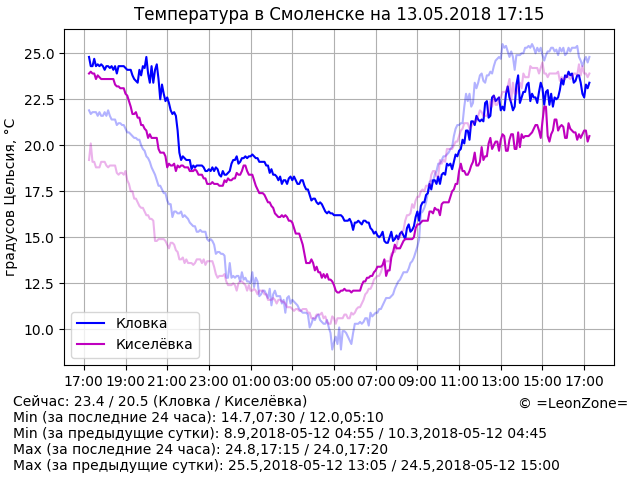 Температура в Смоленске на 13.05.2018 17:15
градусов Цельсия, °C
25.0
22.5
20.0
17.5
15.0
12.5
10.0
Кловка
Киселёвка
17:00 19:00 21:00 23:00 01:00 03:00 05:00 07:00 09:00 11:00 13:00 15:00 17:00
Сейчас: 23.4 / 20.5 (Кловка / Киселёвка)
© =LeonZone=
Min (за последние 24 часа): 14.7,07:30 / 12.0,05:10
Min (за предыдущие сутки): 8.9,2018-05-12 04:55 / 10.3,2018-05-12 04:45
Max (за последние 24 часа): 24.8,17:15 / 24.0,17:20
Max (за предыдущие сутки): 25.5,2018-05-12 13:05 / 24.5,2018-05-12 15:00